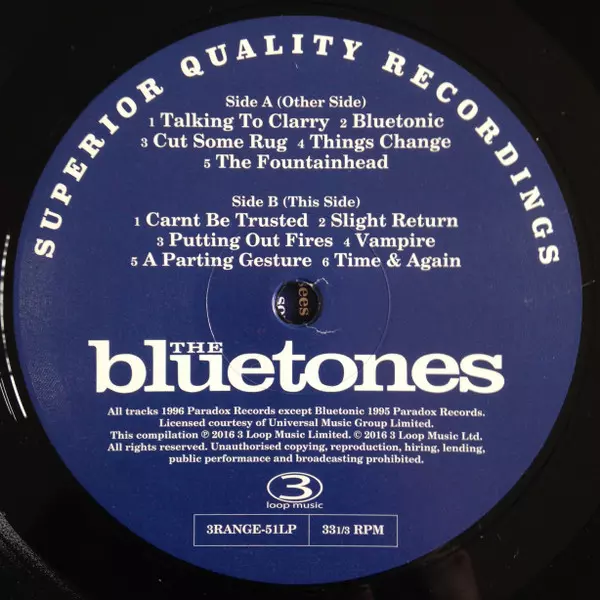 SUPERIOR QUALITY RECORDINGS
Side A (Other Side)
1 Talking To Clarry 2 Bluetonic
3 Cut Some Rug 4 Things Change
5 The Fountainhead
Side B (This Side)
1 Carnt Be Trusted 2 Slight Return
3 Putting Out Fires 4 Vampire
5 A Parting Gesture 6 Time & Again
THE
bluetones
All tracks 1996 Paradox Records except Bluetonic 1995 Paradox Records.
Licensed courtesy of Universal Music Group Limited.
This compilation ℗ 2016 3 Loop Music Limited. © 2016 3 Loop Music Ltd.
All rights reserved. Unauthorised copying, reproduction, hiring, lending,
public performance and broadcasting prohibited.
3
loop music
3RANGE-51LP 331/3 RPM